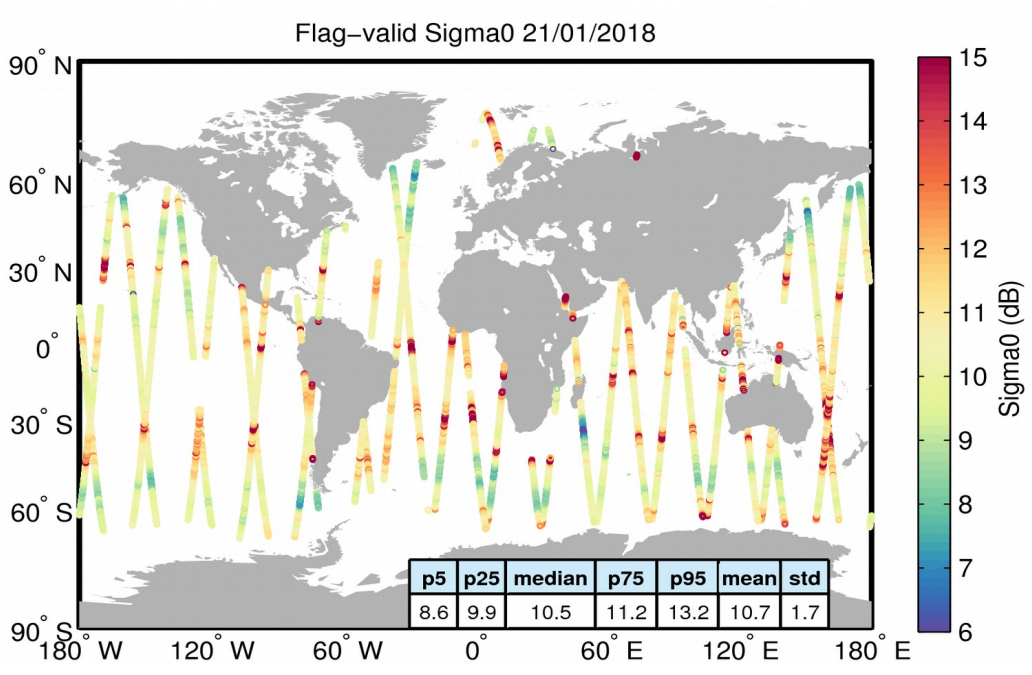 Flag−valid Sigma0 21/01/2018
90° N
60° N
30° N
0°
30° S
60° S
90° S
180° W
120° W
60° W
0°
60° E
120° E
180° E
p5 p25 median p75 p95 mean std
8.6 9.9 10.5 11.2 13.2 10.7 1.7
15
14
13
12
11
10
9
8
7
6
Sigma0 (dB)